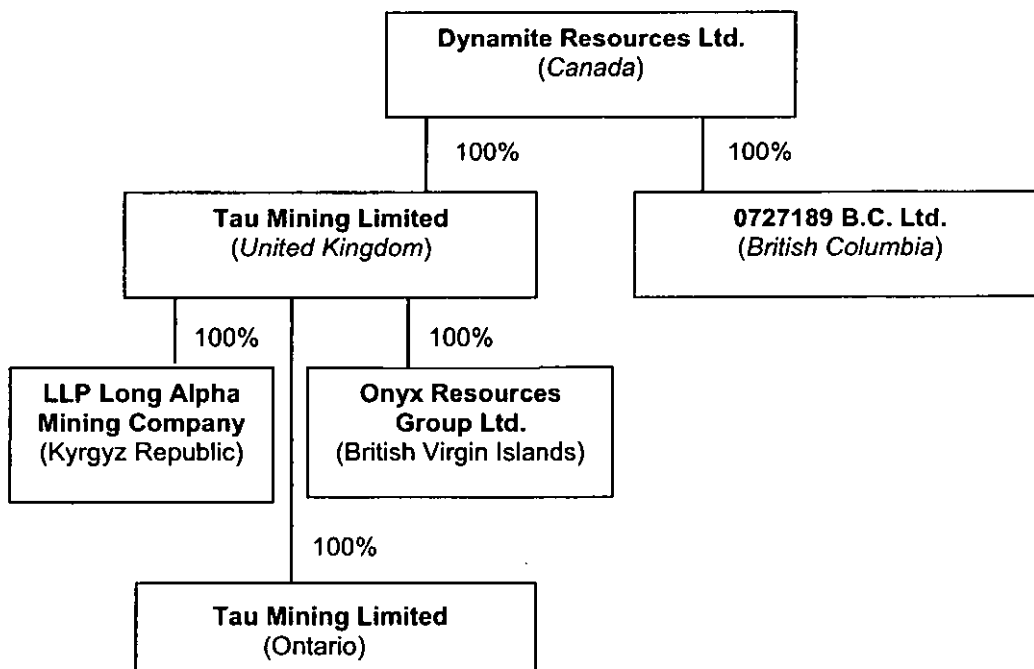 Dynamite Resources Ltd.
(Canada)
100%
100%
Tau Mining Limited
(United Kingdom)
0727189 B.C. Ltd.
(British Columbia)
100%
100%
LLP Long Alpha
Mining Company
(Kyrgyz Republic)
Onyx Resources
Group Ltd.
(British Virgin Islands)
100%
Tau Mining Limited
(Ontario)